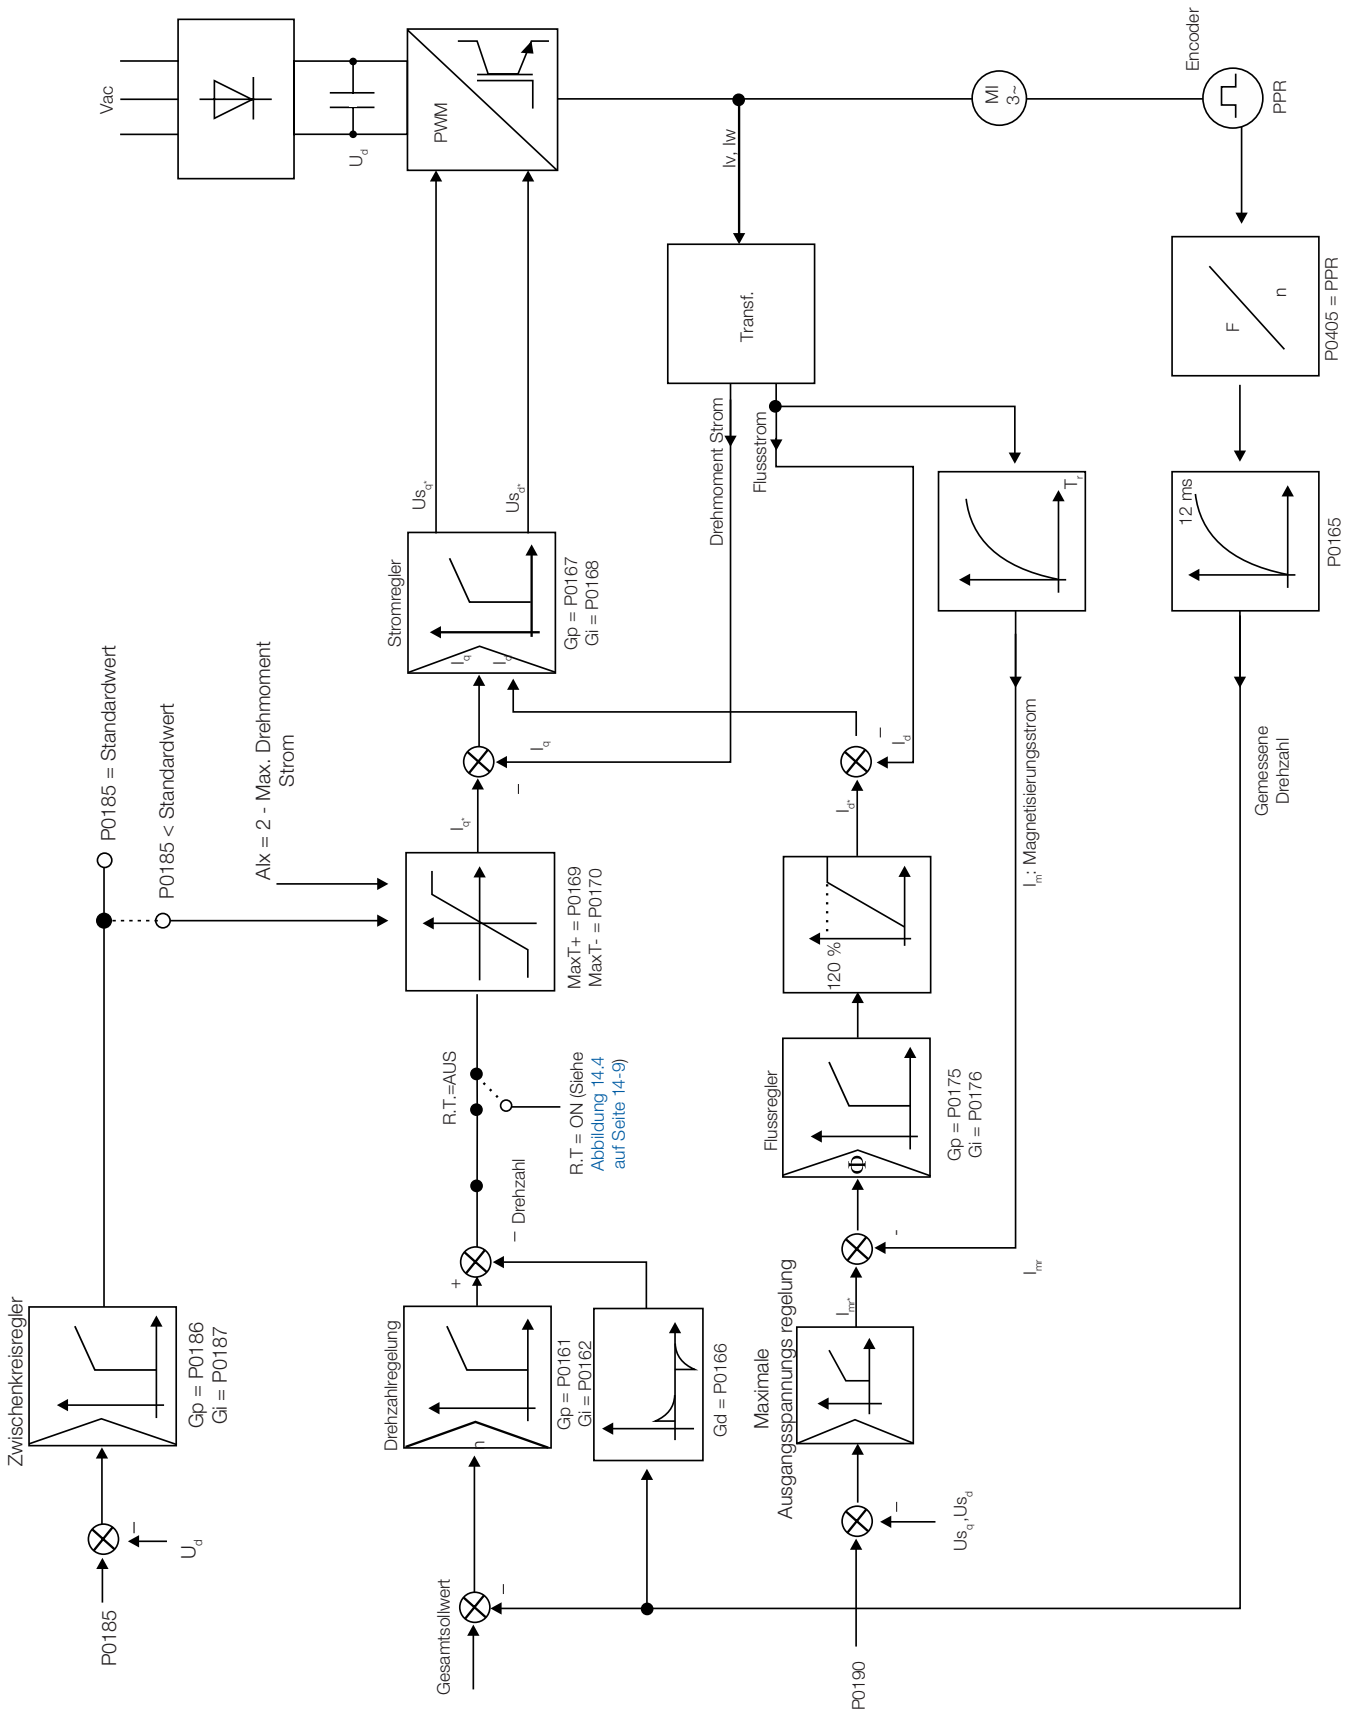 Zwischenkreisregler
P0185
U_d
–
Gp = P0186
Gi = P0187
P0185 = Standardwert
P0185 < Standardwert
AIx = 2 - Max. Drehmoment
Strom
Vac
U_d
PWM
Gesamtsollwert
–
Drehzahlregelung
n
Gp = P0161
Gi = P0162
Gd = P0166
+
– Drehzahl
R.T.=AUS
R.T = ON (Siehe
Abbildung 14.4
auf Seite 14-9)
MaxT+ = P0169
MaxT- = P0170
I_q*
–
I_q
Stromregler
I_q
I_d
Gp = P0167
Gi = P0168
Us_q*
Us_d*
Iv, Iw
Transf.
Drehmoment Strom
Flussstrom
P0190
–
Us_q, Us_d
Maximale
Ausgangsspannungs regelung
I_mr*
-
I_mr
Flussregler
Φ
Gp = P0175
Gi = P0176
120 %
I_d*
–
I_d
I_m: Magnetisierungsstrom
T_r
MI
3~
Encoder
PPR
F
n
P0405 = PPR
12 ms
P0165
Gemessene
Drehzahl